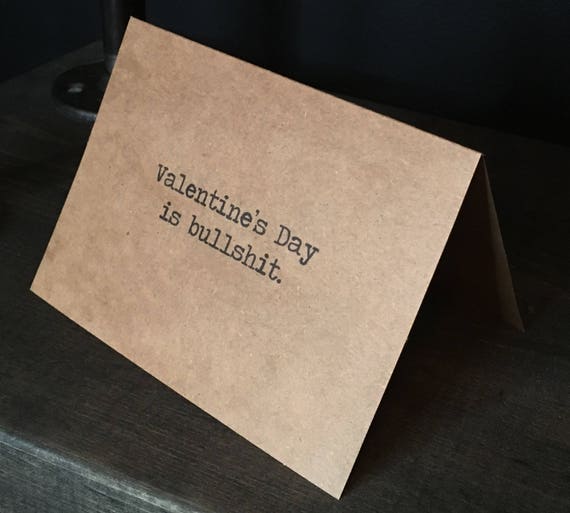 Valentine's Day
is bullshit.